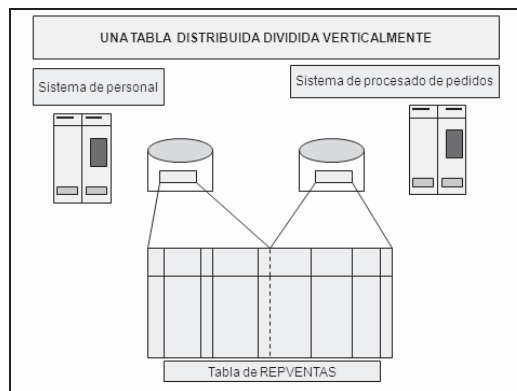 UNA TABLA DISTRIBUIDA DIVIDIDA VERTICALMENTE
Sistema de personal
Sistema de procesado de pedidos
Tabla de REPVENTAS